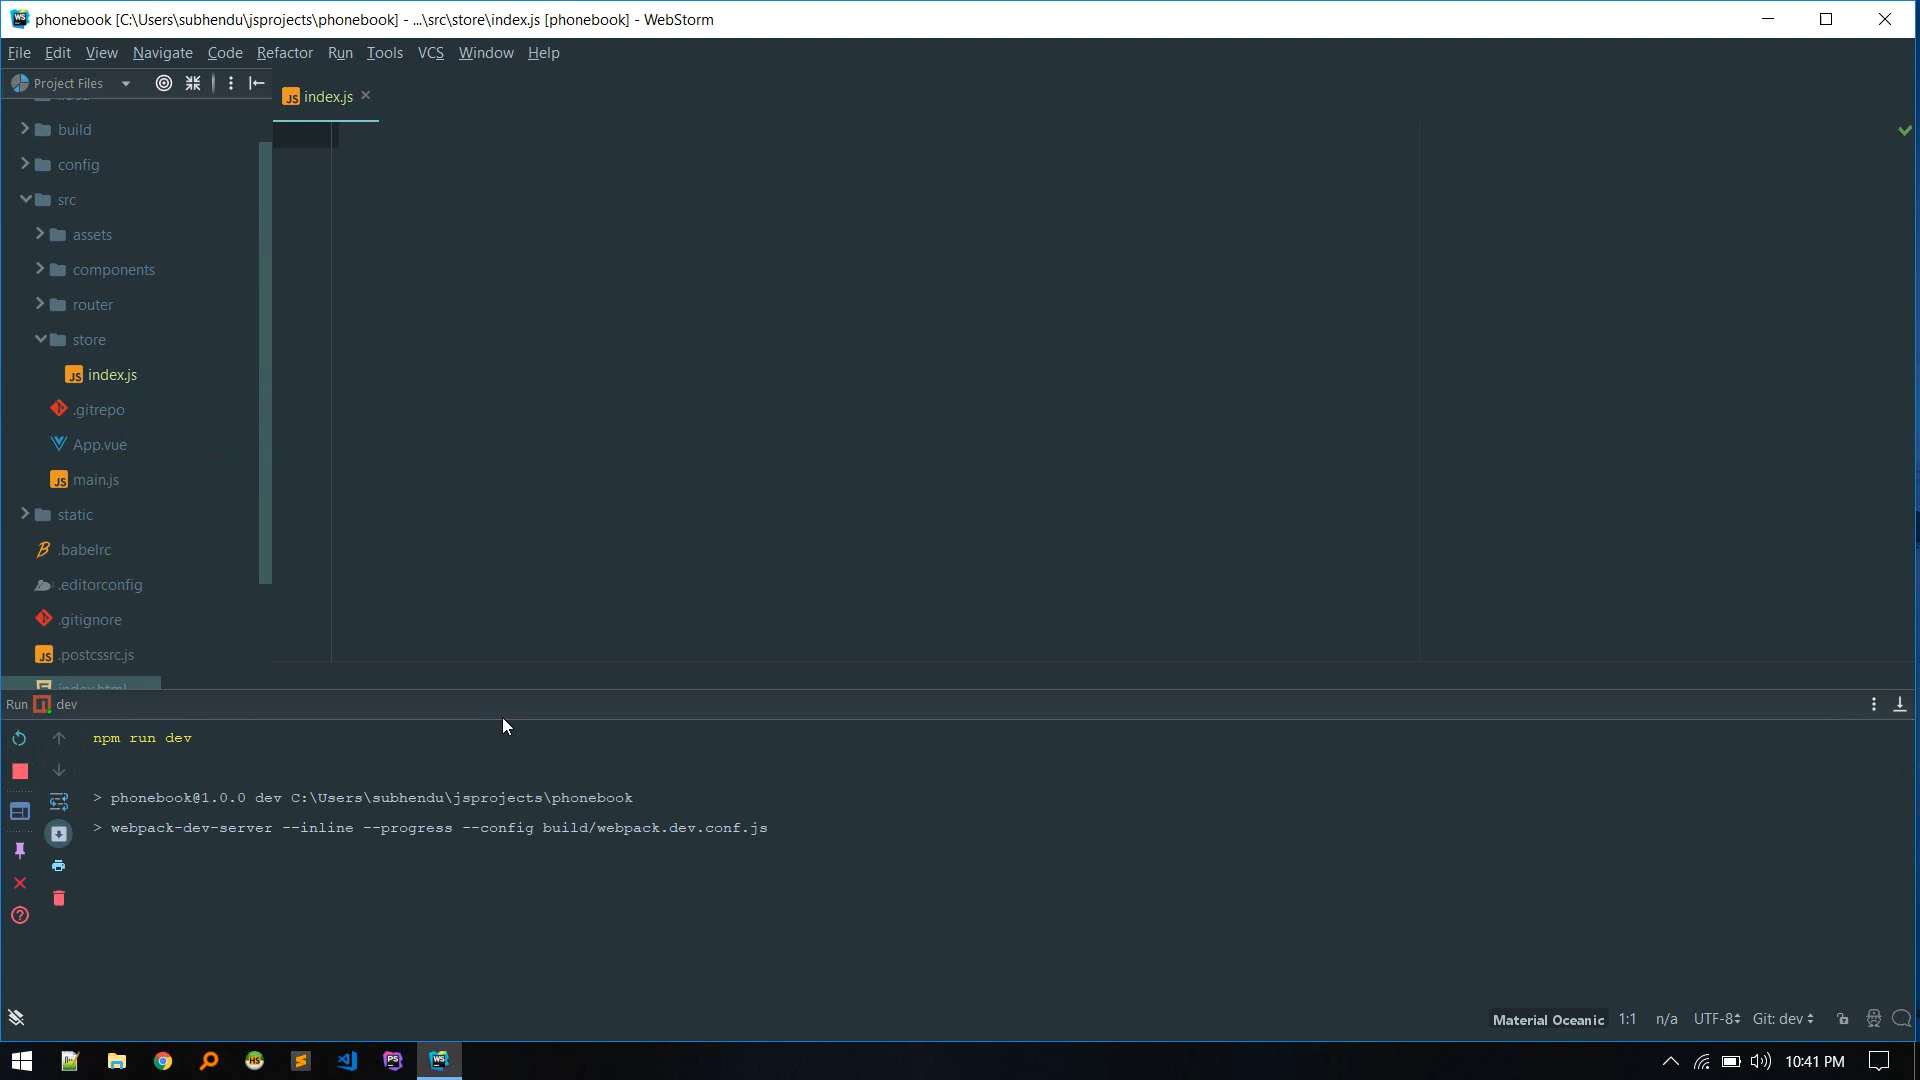 phonebook [C:\Users\subhendu\jsprojects\phonebook] - ...\src\store\index.js [phonebook] - WebStorm
File Edit View Navigate Code Refactor Run Tools VCS Window Help
Project Files
index.js
build
config
src
assets
components
router
store
index.js
.gitrepo
App.vue
main.js
static
.babelrc
.editorconfig
.gitignore
.postcssrc.js
index.html
Run dev
npm run dev
> phonebook@1.0.0 dev C:\Users\subhendu\jsprojects\phonebook
> webpack-dev-server --inline --progress --config build/webpack.dev.conf.js
Material Oceanic 1:1 n/a UTF-8 Git: dev
10:41 PM